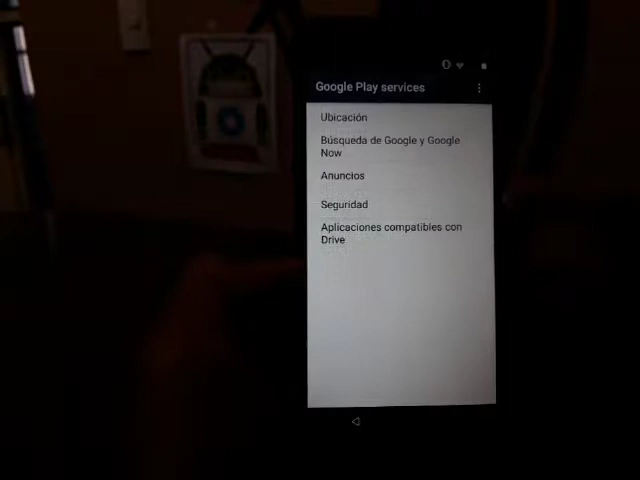 Google Play services
Ubicación
Búsqueda de Google y Google
Now
Anuncios
Seguridad
Aplicaciones compatibles con
Drive